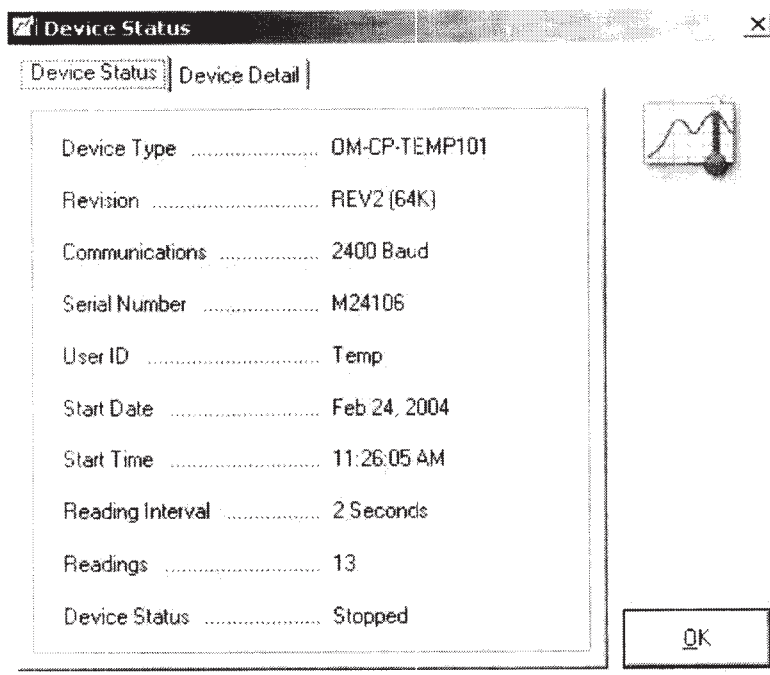 Device Status
Device Status Device Detail
Device Type ................. OM-CP-TEMP101
Revision ................. REV2 (64K)
Communications ................. 2400 Baud
Serial Number ................. M24106
User ID ................. Temp
Start Date ................. Feb 24, 2004
Start Time ................. 11:26:05 AM
Reading Interval ................. 2 Seconds
Readings ................. 13
Device Status ................. Stopped
OK